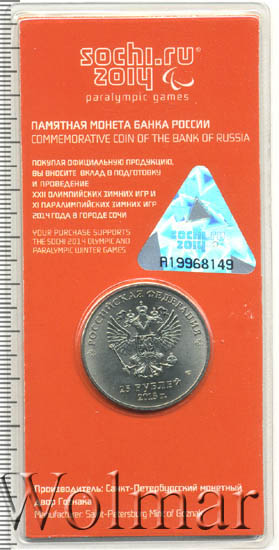 sochi.ru
2014
paralympic games
ПАМЯТНАЯ МОНЕТА БАНКА РОССИИ
COMMEMORATIVE COIN OF THE BANK OF RUSSIA
ПОКУПАЯ ОФИЦИАЛЬНУЮ ПРОДУКЦИЮ,
ВЫ ВНОСИТЕ ВКЛАД В ПОДГОТОВКУ
И ПРОВЕДЕНИЕ
XXII ОЛИМПИЙСКИХ ЗИМНИХ ИГР И
XI ПАРАЛИМПИЙСКИХ ЗИМНИХ ИГР
2014 ГОДА В ГОРОДЕ СОЧИ
YOUR PURCHASE SUPPORTS
THE SOCHI 2014 OLYMPIC AND
PARALYMPIC WINTER GAMES
sochi.ru
2014
A19968149
РОССИЙСКАЯ ФЕДЕРАЦИЯ
25 РУБЛЕЙ
2013 г.
Производитель: Санкт-Петербургский монетный
двор Гознака
Manufacturer: Saint-Petersburg Mint of Goznak
Wolmar